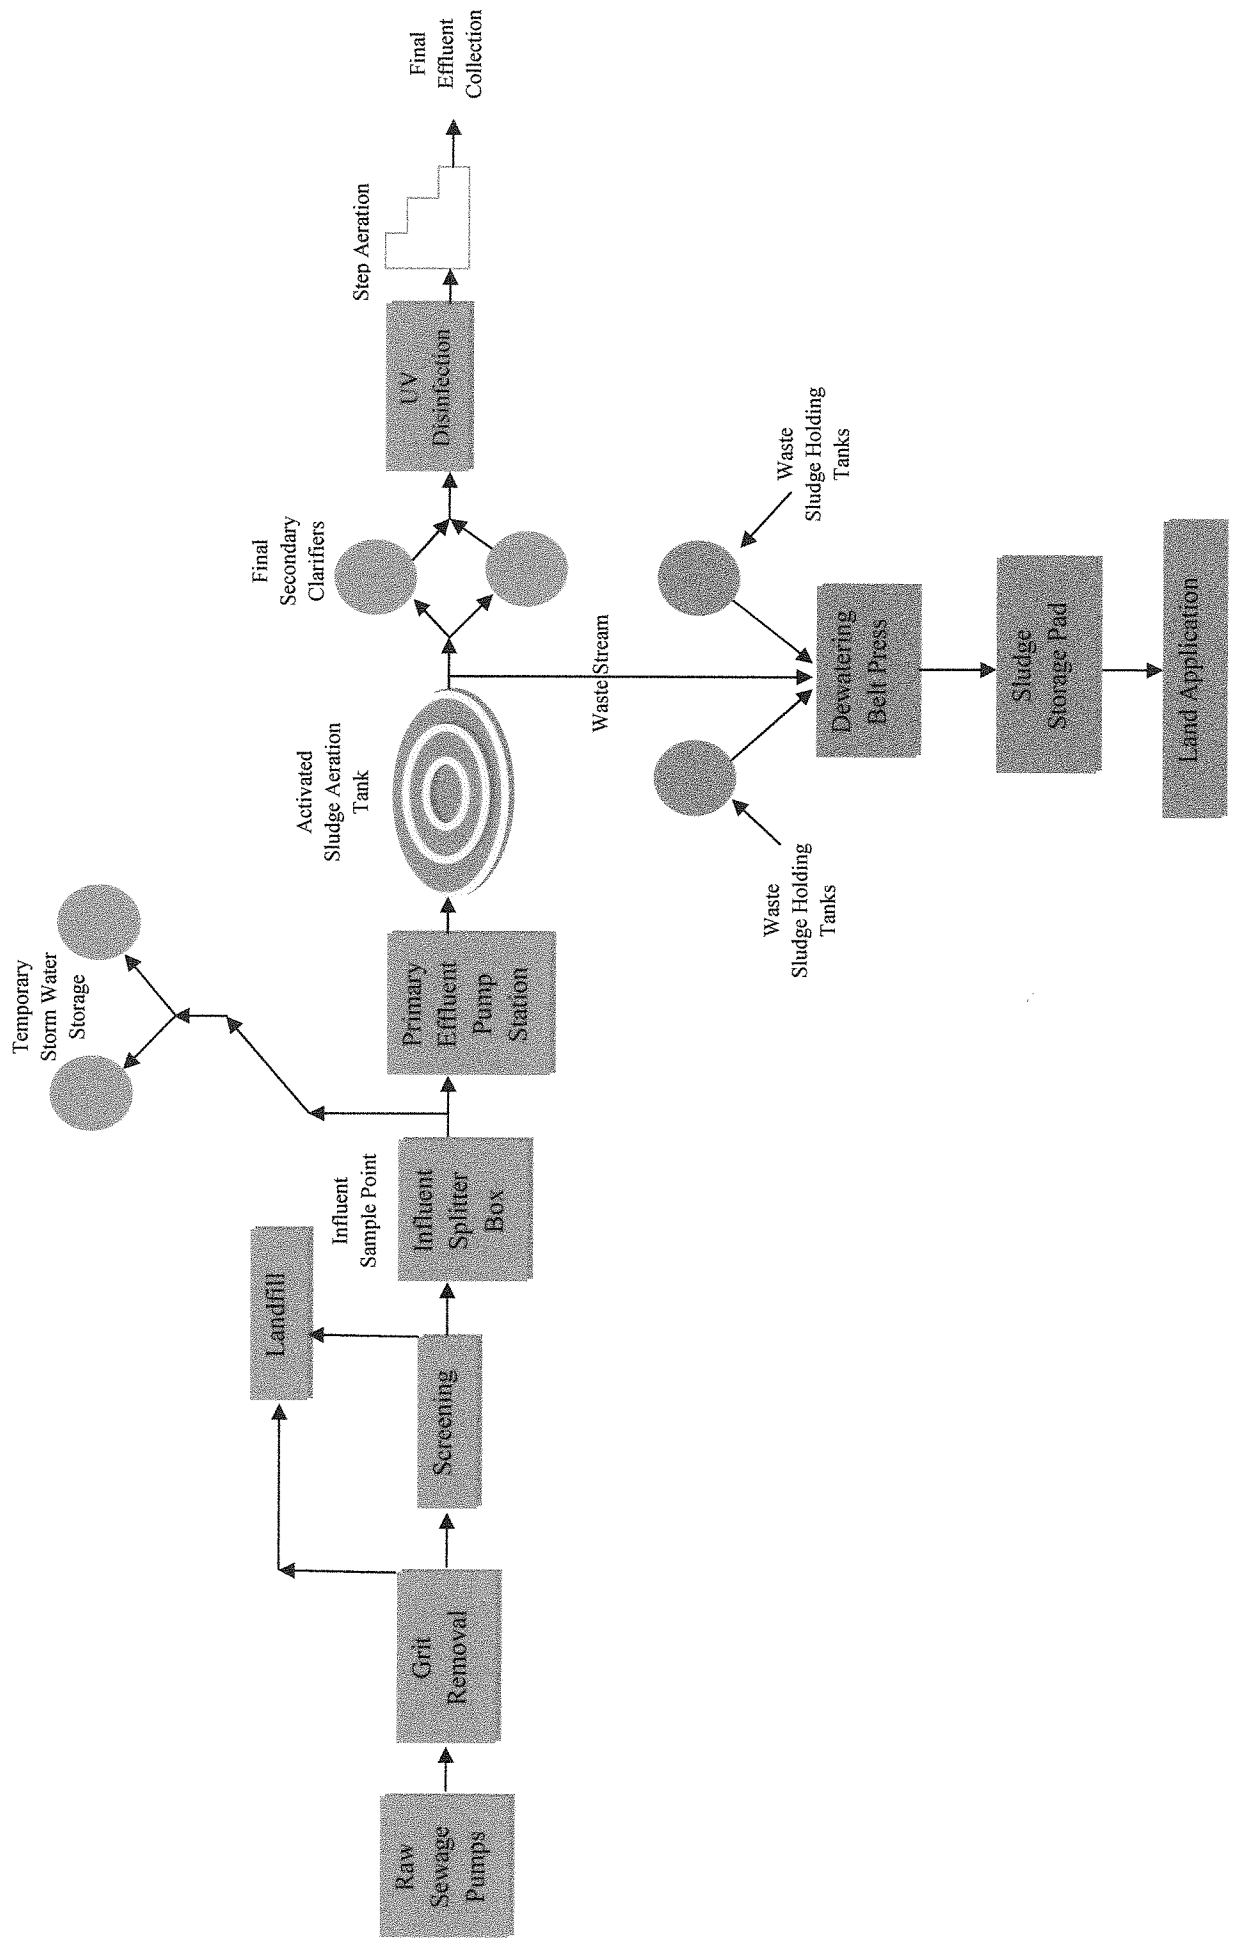 Raw
Sewage
Pumps
Grit
Removal
Screening
Landfill
Influent
Sample Point
Influent
Splitter
Box
Temporary
Storm Water
Storage
Primary
Effluent
Pump
Station
Activated
Sludge Aeration
Tank
Final
Secondary
Clarifiers
UV
Disinfection
Step Aeration
Final
Effluent
Collection
Waste Stream
Waste
Sludge Holding
Tanks
Waste
Sludge Holding
Tanks
Dewatering
Belt Press
Sludge
Storage Pad
Land Application